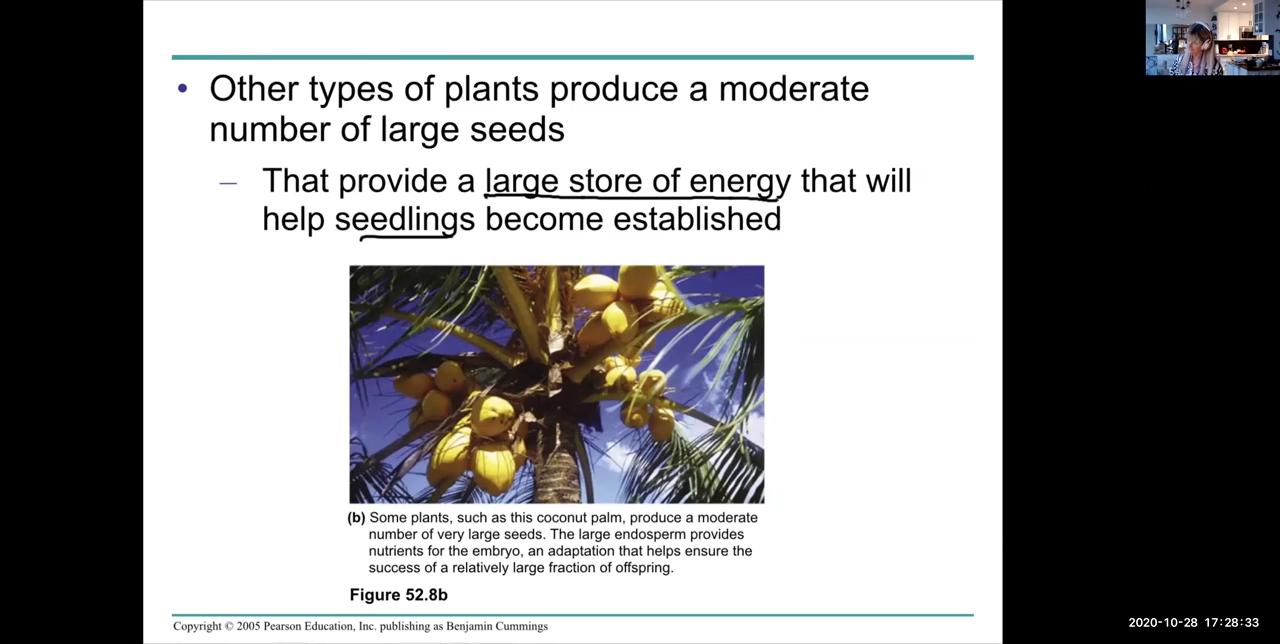 • Other types of plants produce a moderate
number of large seeds
– That provide a large store of energy that will
help seedlings become established
(b) Some plants, such as this coconut palm, produce a moderate
number of very large seeds. The large endosperm provides
nutrients for the embryo, an adaptation that helps ensure the
success of a relatively large fraction of offspring.
Figure 52.8b
Copyright © 2005 Pearson Education, Inc. publishing as Benjamin Cummings
2020-10-28 17:28:33